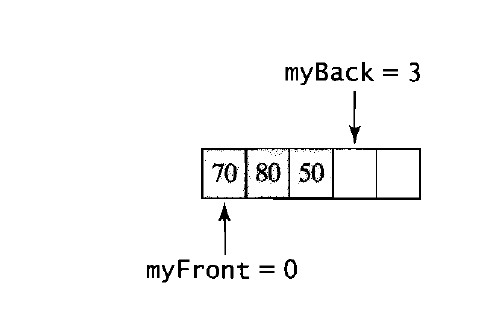 myBack = 3
70 80 50
myFront = 0